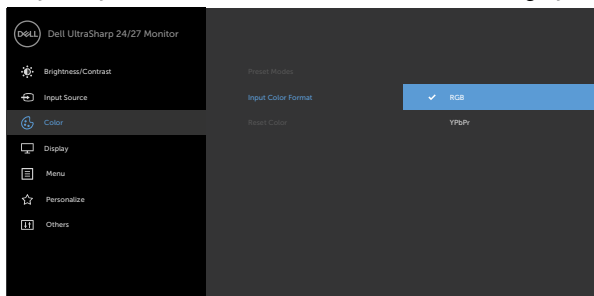 DELL Dell UltraSharp 24/27 Monitor
Brightness/Contrast
Preset Modes
Input Source
Input Color Format
✓ RGB
Color
Reset Color
YPbPr
Display
Menu
Personalize
Others